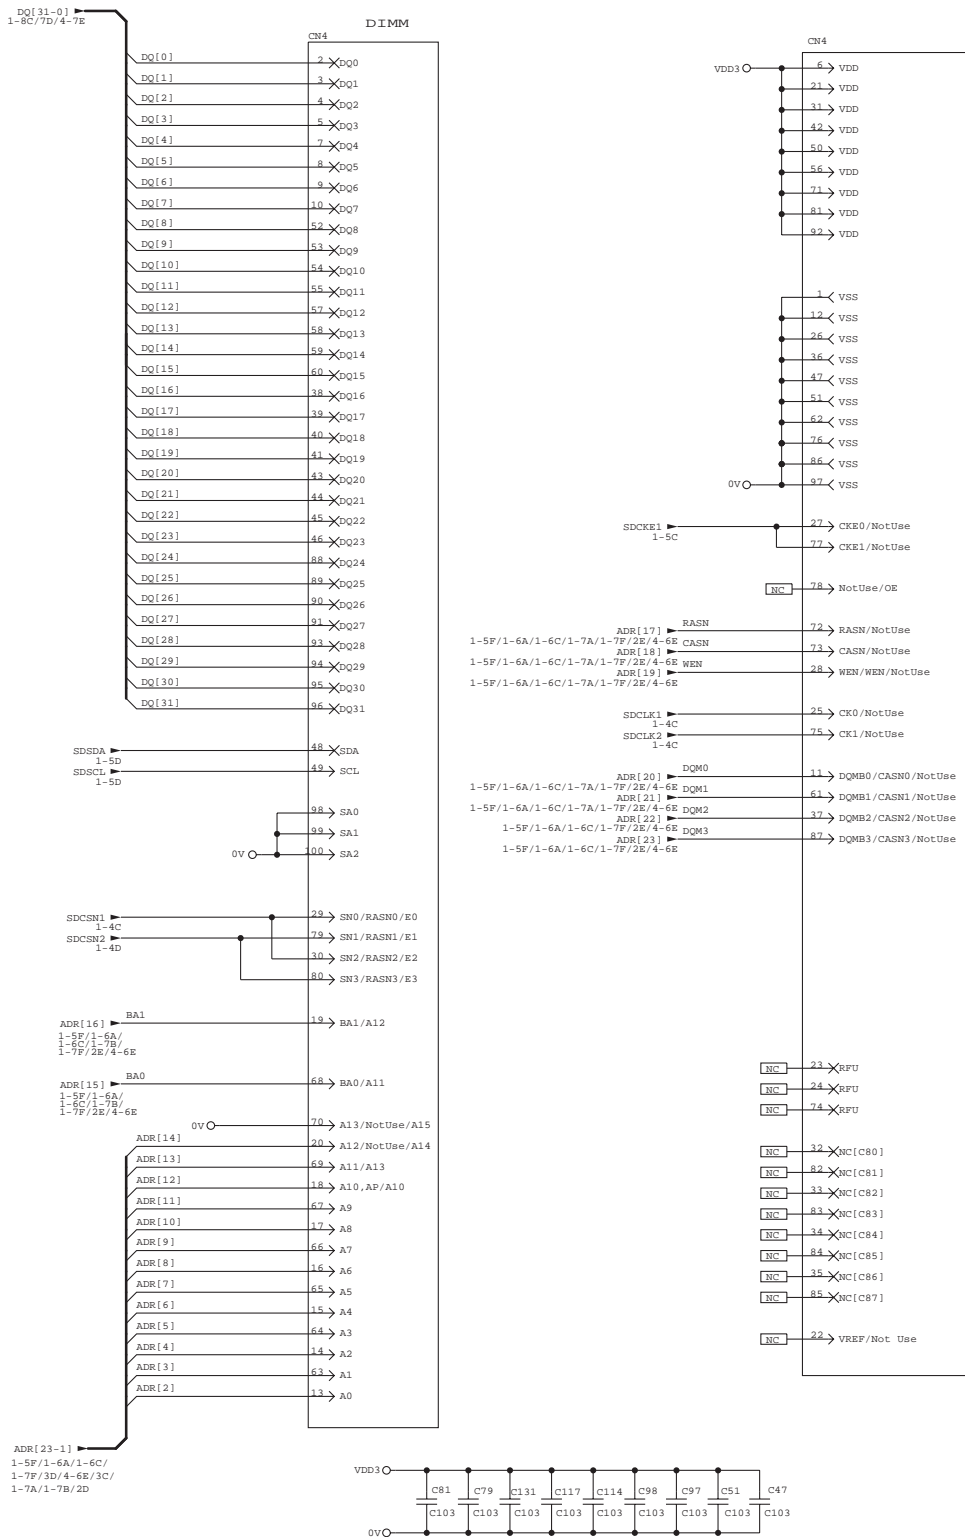 DQ[31-0]
1-8C/7D/4-7E
DIMM
CN4
DQ[0] 2 DQ0
DQ[1] 3 DQ1
DQ[2] 4 DQ2
DQ[3] 5 DQ3
DQ[4] 7 DQ4
DQ[5] 8 DQ5
DQ[6] 9 DQ6
DQ[7] 10 DQ7
DQ[8] 52 DQ8
DQ[9] 53 DQ9
DQ[10] 54 DQ10
DQ[11] 55 DQ11
DQ[12] 57 DQ12
DQ[13] 58 DQ13
DQ[14] 59 DQ14
DQ[15] 60 DQ15
DQ[16] 38 DQ16
DQ[17] 39 DQ17
DQ[18] 40 DQ18
DQ[19] 41 DQ19
DQ[20] 43 DQ20
DQ[21] 44 DQ21
DQ[22] 45 DQ22
DQ[23] 46 DQ23
DQ[24] 88 DQ24
DQ[25] 89 DQ25
DQ[26] 90 DQ26
DQ[27] 91 DQ27
DQ[28] 93 DQ28
DQ[29] 94 DQ29
DQ[30] 95 DQ30
DQ[31] 96 DQ31
SDSDA 48 SDA
1-5D
SDSCL 49 SCL
1-5D
98 SA0
99 SA1
0V 100 SA2
SDCSN1 29 SN0/RASN0/E0
1-4C
SDCSN2 79 SN1/RASN1/E1
1-4D
30 SN2/RASN2/E2
80 SN3/RASN3/E3
ADR[16] BA1 19 BA1/A12
1-5F/1-6A/
1-6C/1-7B/
1-7F/2E/4-6E
ADR[15] BA0 68 BA0/A11
1-5F/1-6A/
1-6C/1-7B/
1-7F/2E/4-6E
0V 70 A13/NotUse/A15
ADR[14] 20 A12/NotUse/A14
ADR[13] 69 A11/A13
ADR[12] 18 A10,AP/A10
ADR[11] 67 A9
ADR[10] 17 A8
ADR[9] 66 A7
ADR[8] 16 A6
ADR[7] 65 A5
ADR[6] 15 A4
ADR[5] 64 A3
ADR[4] 14 A2
ADR[3] 63 A1
ADR[2] 13 A0
ADR[23-1]
1-5F/1-6A/1-6C/
1-7F/3D/4-6E/3C/
1-7A/1-7B/2D
CN4
VDD3 6 VDD
21 VDD
31 VDD
42 VDD
50 VDD
56 VDD
71 VDD
81 VDD
92 VDD
1 VSS
12 VSS
26 VSS
36 VSS
47 VSS
51 VSS
62 VSS
76 VSS
86 VSS
0V 97 VSS
SDCKE1 27 CKE0/NotUse
1-5C
77 CKE1/NotUse
NC 78 NotUse/OE
ADR[17] RASN 72 RASN/NotUse
1-5F/1-6A/1-6C/1-7A/1-7F/2E/4-6E
ADR[18] CASN 73 CASN/NotUse
1-5F/1-6A/1-6C/1-7A/1-7F/2E/4-6E
ADR[19] WEN 28 WEN/WEN/NotUse
1-5F/1-6A/1-6C/1-7A/1-7F/2E/4-6E
SDCLK1 25 CK0/NotUse
1-4C
SDCLK2 75 CK1/NotUse
1-4C
ADR[20] DQM0 11 DQMB0/CASN0/NotUse
1-5F/1-6A/1-6C/1-7A/1-7F/2E/4-6E
ADR[21] DQM1 61 DQMB1/CASN1/NotUse
1-5F/1-6A/1-6C/1-7A/1-7F/2E/4-6E
ADR[22] DQM2 37 DQMB2/CASN2/NotUse
1-5F/1-6A/1-6C/1-7F/2E/4-6E
ADR[23] DQM3 87 DQMB3/CASN3/NotUse
1-5F/1-6A/1-6C/1-7F/2E/4-6E
NC 23 RFU
NC 24 RFU
NC 74 RFU
NC 32 NC[C80]
NC 82 NC[C81]
NC 33 NC[C82]
NC 83 NC[C83]
NC 34 NC[C84]
NC 84 NC[C85]
NC 35 NC[C86]
NC 85 NC[C87]
NC 22 VREF/Not Use
VDD3
C81 C79 C131 C117 C114 C98 C97 C51 C47
C103 C103 C103 C103 C103 C103 C103 C103 C103
0V